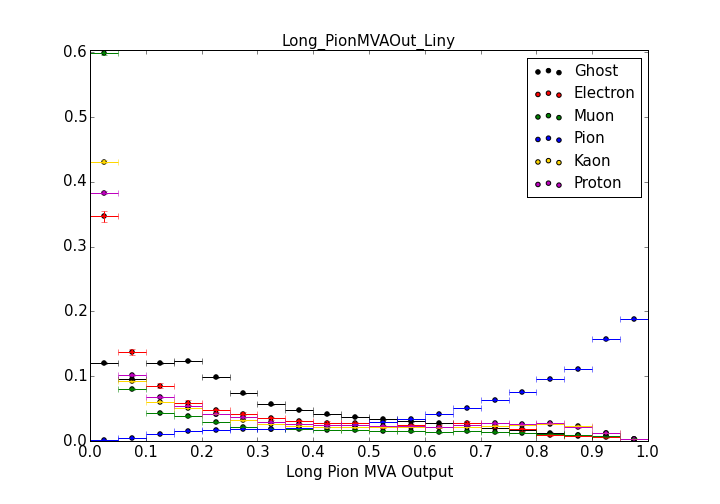 Long_PionMVAOut_Liny
0.6
0.5
0.4
0.3
0.2
0.1
0.0
Ghost
Electron
Muon
Pion
Kaon
Proton
0.0 0.1 0.2 0.3 0.4 0.5 0.6 0.7 0.8 0.9 1.0
Long Pion MVA Output